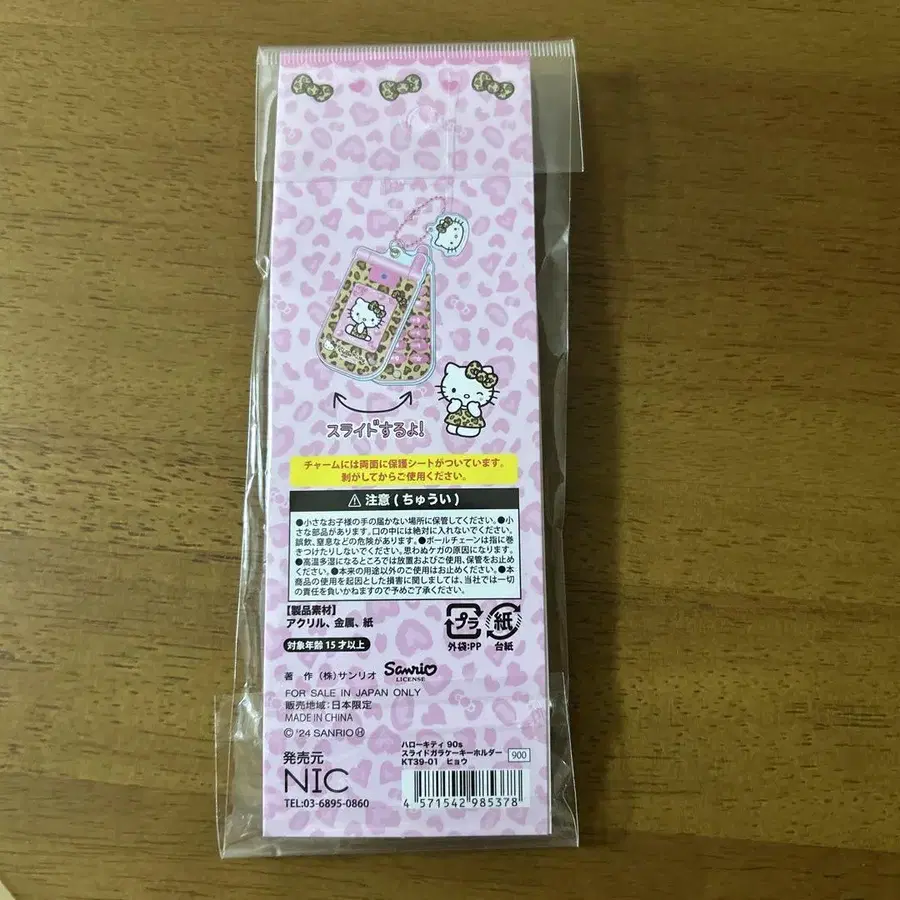 スライドするよ!
チャームには両面に保護シートがついています。
剥がしてからご使用ください。
⚠ 注意(ちゅうい)
●小さなお子様の手の届かない場所に保管してください。●小
さな部品があります。口の中には絶対に入れないでください。
誤飲、窒息などの危険があります。●ボールチェーンは指に巻
きつけたりしないでください。思わぬケガの原因になります。
●高温多湿になるところでは放置およびご使用、保管をお止め
ください。●本来の用途以外のご使用はお止めください。●本
商品の使用を起因とした損害に関しましては、当社では一切
の責任を負いかねますので予めご了承ください。
【製品素材】
アクリル、金属、紙
プラ 紙
外袋:PP 台紙
対象年齢15才以上
著 作 (株)サンリオ Sanrio
LICENSE
FOR SALE IN JAPAN ONLY
販売地域:日本限定
MADE IN CHINA
©'24 SANRIO Ⓗ
発売元
NIC
TEL:03-6895-0860
ハローキティ 90s
スライドガラケーキーホルダー
KT39-01 ヒョウ
900
4 571542 985378